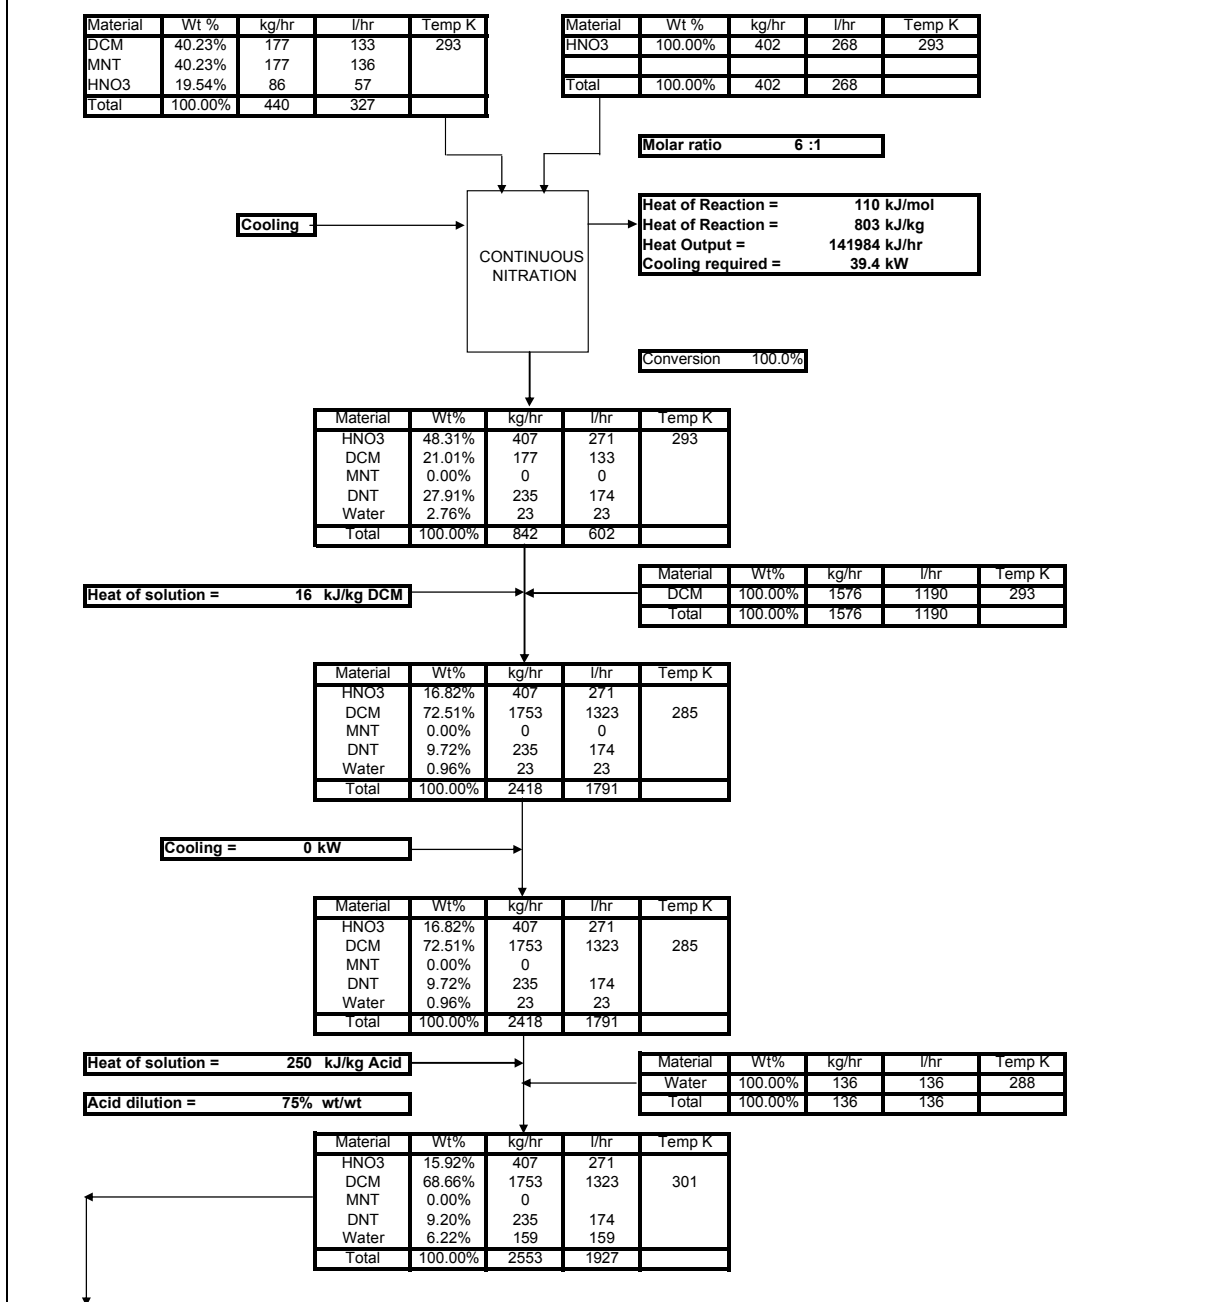 Material Wt % kg/hr l/hr Temp K
DCM 40.23% 177 133 293
MNT 40.23% 177 136
HNO3 19.54% 86 57
Total 100.00% 440 327
Material Wt % kg/hr l/hr Temp K
HNO3 100.00% 402 268 293
Total 100.00% 402 268
Molar ratio 6 :1
Cooling
CONTINUOUS
NITRATION
Heat of Reaction = 110 kJ/mol
Heat of Reaction = 803 kJ/kg
Heat Output = 141984 kJ/hr
Cooling required = 39.4 kW
Conversion 100.0%
Material Wt% kg/hr l/hr Temp K
HNO3 48.31% 407 271 293
DCM 21.01% 177 133
MNT 0.00% 0 0
DNT 27.91% 235 174
Water 2.76% 23 23
Total 100.00% 842 602
Heat of solution = 16 kJ/kg DCM
Material Wt% kg/hr l/hr Temp K
DCM 100.00% 1576 1190 293
Total 100.00% 1576 1190
Material Wt% kg/hr l/hr Temp K
HNO3 16.82% 407 271
DCM 72.51% 1753 1323 285
MNT 0.00% 0 0
DNT 9.72% 235 174
Water 0.96% 23 23
Total 100.00% 2418 1791
Cooling = 0 kW
Material Wt% kg/hr l/hr Temp K
HNO3 16.82% 407 271
DCM 72.51% 1753 1323 285
MNT 0.00% 0
DNT 9.72% 235 174
Water 0.96% 23 23
Total 100.00% 2418 1791
Heat of solution = 250 kJ/kg Acid
Acid dilution = 75% wt/wt
Material Wt% kg/hr l/hr Temp K
Water 100.00% 136 136 288
Total 100.00% 136 136
Material Wt% kg/hr l/hr Temp K
HNO3 15.92% 407 271
DCM 68.66% 1753 1323 301
MNT 0.00% 0
DNT 9.20% 235 174
Water 6.22% 159 159
Total 100.00% 2553 1927